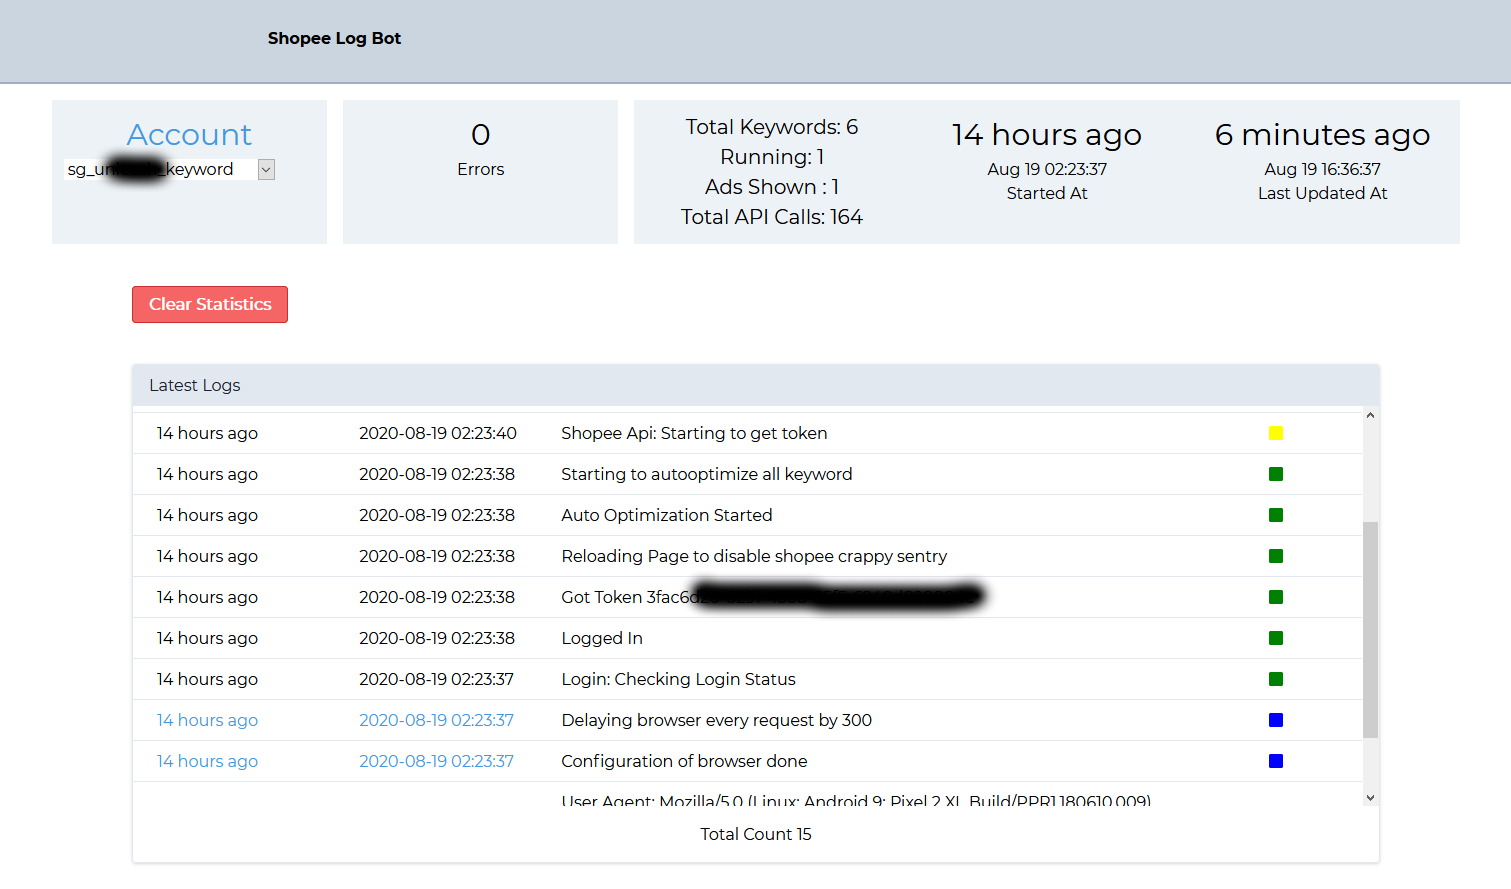 Shopee Log Bot
Account
keyword
0
Errors
Total Keywords: 6
Running: 1
Ads Shown : 1
Total API Calls: 164
14 hours ago
Aug 19 02:23:37
Started At
6 minutes ago
Aug 19 16:36:37
Last Updated At
Clear Statistics
Latest Logs
14 hours ago 2020-08-19 02:23:40 Shopee Api: Starting to get token
14 hours ago 2020-08-19 02:23:38 Starting to autooptimize all keyword
14 hours ago 2020-08-19 02:23:38 Auto Optimization Started
14 hours ago 2020-08-19 02:23:38 Reloading Page to disable shopee crappy sentry
14 hours ago 2020-08-19 02:23:38 Got Token
14 hours ago 2020-08-19 02:23:38 Logged In
14 hours ago 2020-08-19 02:23:37 Login: Checking Login Status
14 hours ago 2020-08-19 02:23:37 Delaying browser every request by 300
14 hours ago 2020-08-19 02:23:37 Configuration of browser done
User Agent: Mozilla/5.0 (Linux; Android 9; Pixel 2 XL Build/PPR1.180610.009)
Total Count 15